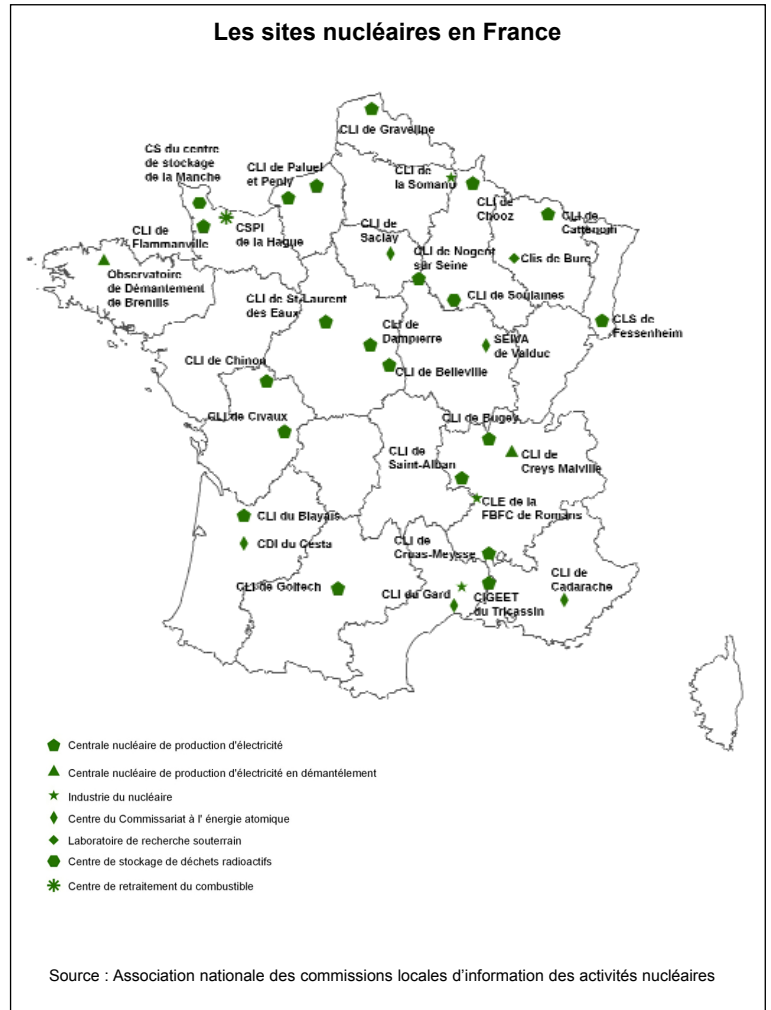 Les sites nucléaires en France
CLI de Graveline
CS du centre
de stockage
de la Manche
CLI de Paluel
et Penly
CLI de
la Somanu
CLI de
Chooz
CLI de
Cattenom
CLI de
Flammanville
CSPI
de la Hague
CLI de
Saclay
CLI de Nogent
sur Seine
Clis de Bure
Observatoire
de Démantement
de Brenills
CLI de St-Laurent
des Eaux
CLI de Soulaines
CLI de
Dampierre
SEIVA
de Valduc
CLS de
Fessenheim
CLI de Chinon
CLI de Belleville
CLI de Civaux
CLI de Bugey
CLI de
Saint-Alban
CLI de
Creys Malville
CLE de la
FBFC de Romans
CLI du Blayais
CDI du Cesta
CLI de
Cruas-Meysse
CLI de Golfech
CLI du Gard
CIGEET
du Tricassin
CLI de
Cadarache
Centrale nucléaire de production d'électricité
Centrale nucléaire de production d'électricité en démantélement
Industrie du nucléaire
Centre du Commissariat à l' énergie atomique
Laboratoire de recherche souterrain
Centre de stockage de déchets radioactifs
Centre de retraitement du combustible
Source : Association nationale des commissions locales d'information des activités nucléaires